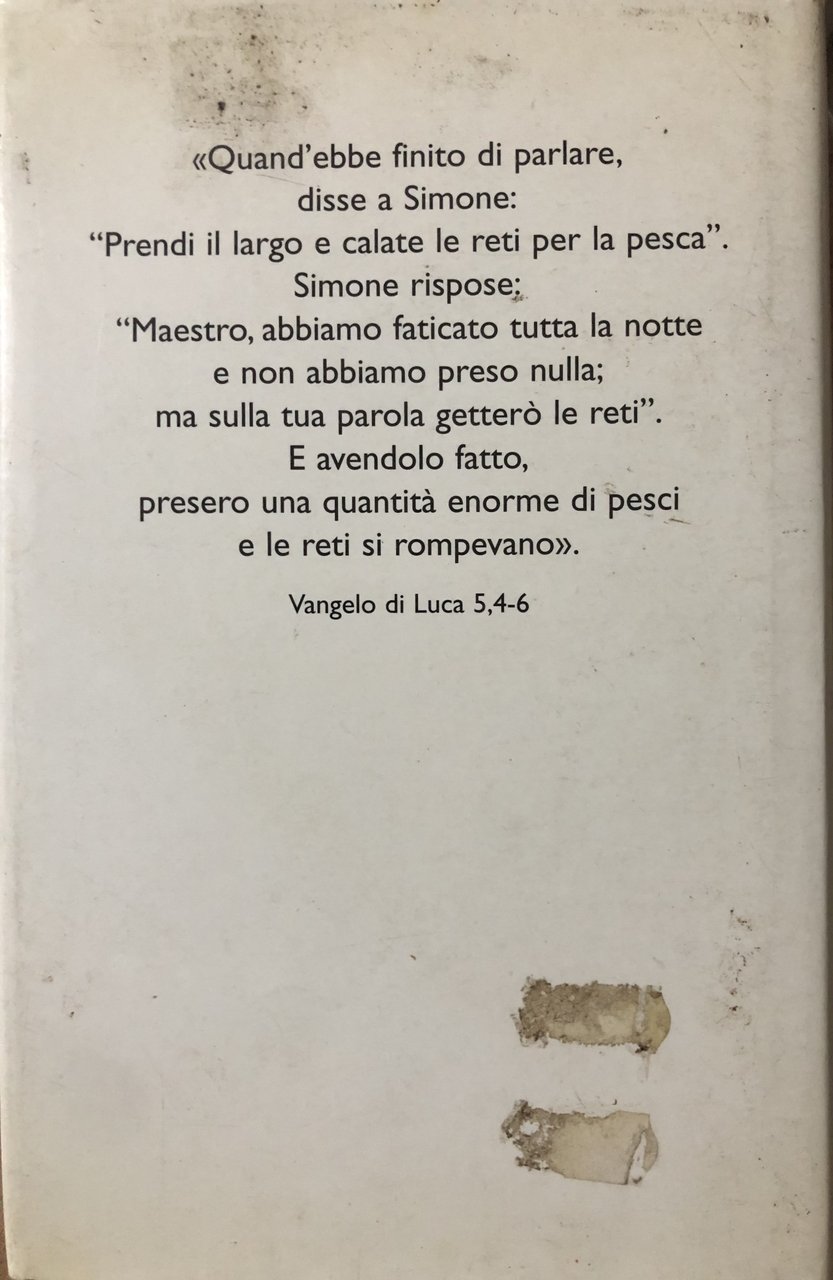 «Quand'ebbe finito di parlare,
disse a Simone:
“Prendi il largo e calate le reti per la pesca”.
Simone rispose:
“Maestro, abbiamo faticato tutta la notte
e non abbiamo preso nulla;
ma sulla tua parola getterò le reti”.
E avendolo fatto,
presero una quantità enorme di pesci
e le reti si rompevano».
Vangelo di Luca 5,4-6